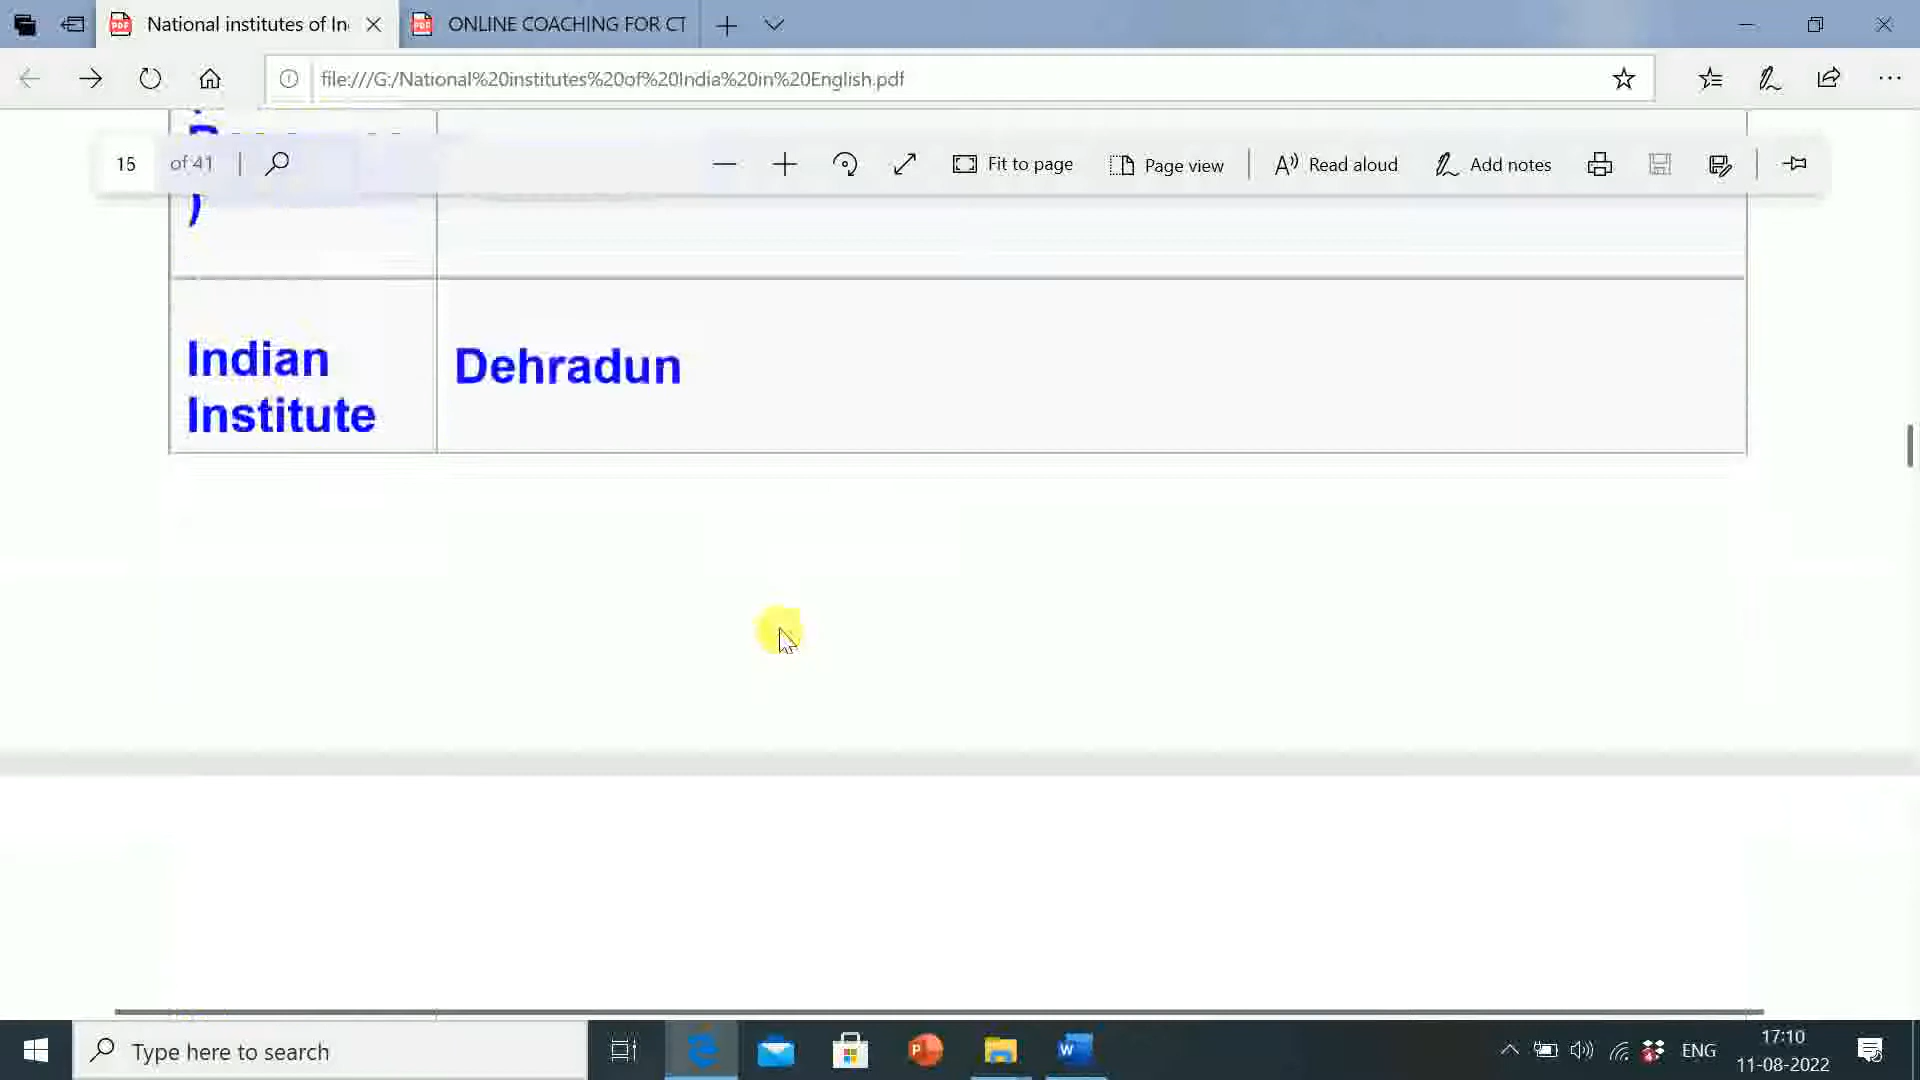 National institutes of In
ONLINE COACHING FOR CT
file:///G:/National%20institutes%20of%20India%20in%20English.pdf
15 of 41
Fit to page
Page view
Read aloud
Add notes
)
Indian
Institute
Dehradun
Type here to search
ENG
17:10
11-08-2022